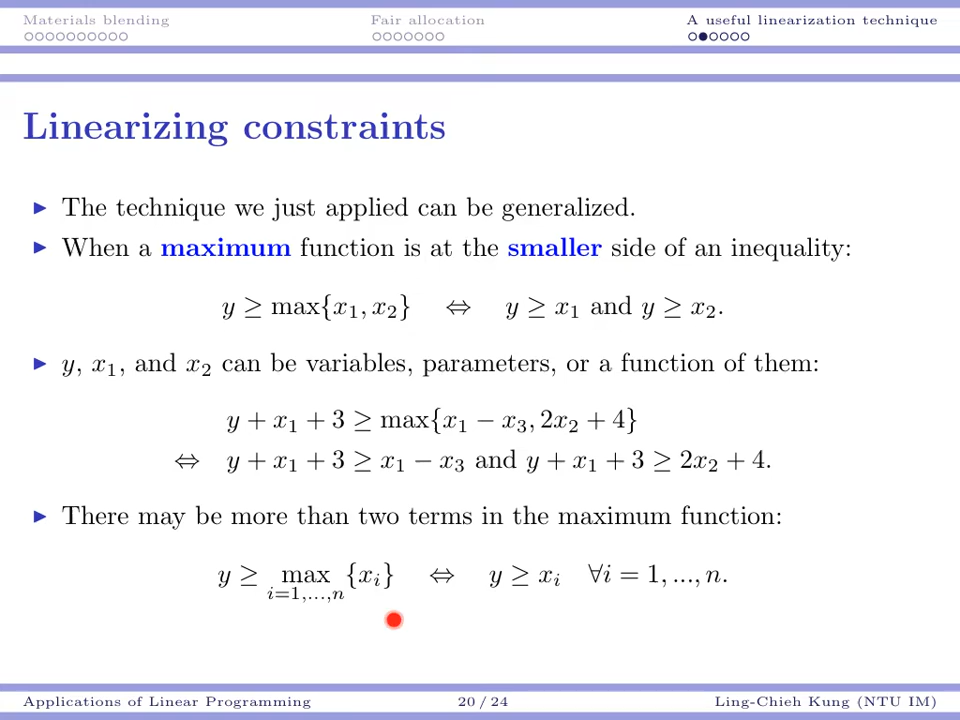 Materials blending Fair allocation A useful linearization technique
Linearizing constraints
▶ The technique we just applied can be generalized.
▶ When a maximum function is at the smaller side of an inequality:
y ≥ max{x₁, x₂} ⇔ y ≥ x₁ and y ≥ x₂.
▶ y, x₁, and x₂ can be variables, parameters, or a function of them:
y + x₁ + 3 ≥ max{x₁ − x₃, 2x₂ + 4}
⇔ y + x₁ + 3 ≥ x₁ − x₃ and y + x₁ + 3 ≥ 2x₂ + 4.
▶ There may be more than two terms in the maximum function:
y ≥ max {xᵢ} ⇔ y ≥ xᵢ ∀i = 1, ..., n.
i=1,...,n
Applications of Linear Programming 20 / 24 Ling-Chieh Kung (NTU IM)